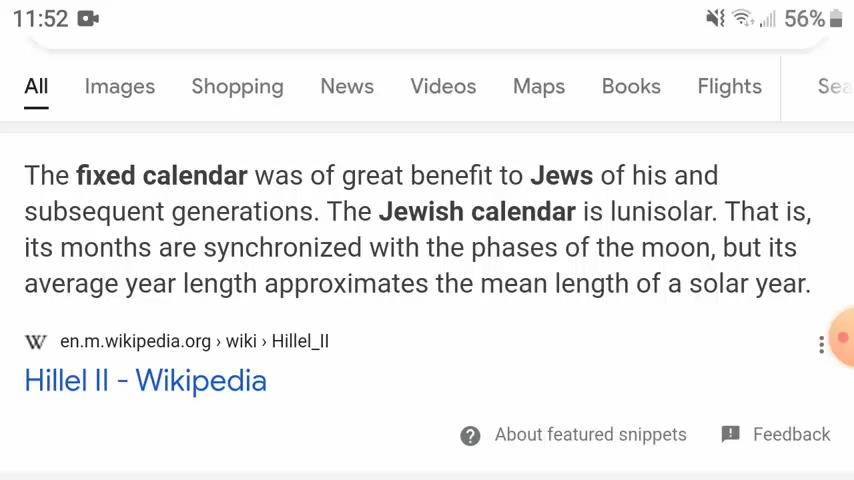 11:52 56%
All Images Shopping News Videos Maps Books Flights Sea
The fixed calendar was of great benefit to Jews of his and
subsequent generations. The Jewish calendar is lunisolar. That is,
its months are synchronized with the phases of the moon, but its
average year length approximates the mean length of a solar year.
W en.m.wikipedia.org › wiki › Hillel_II
Hillel II - Wikipedia
About featured snippets Feedback